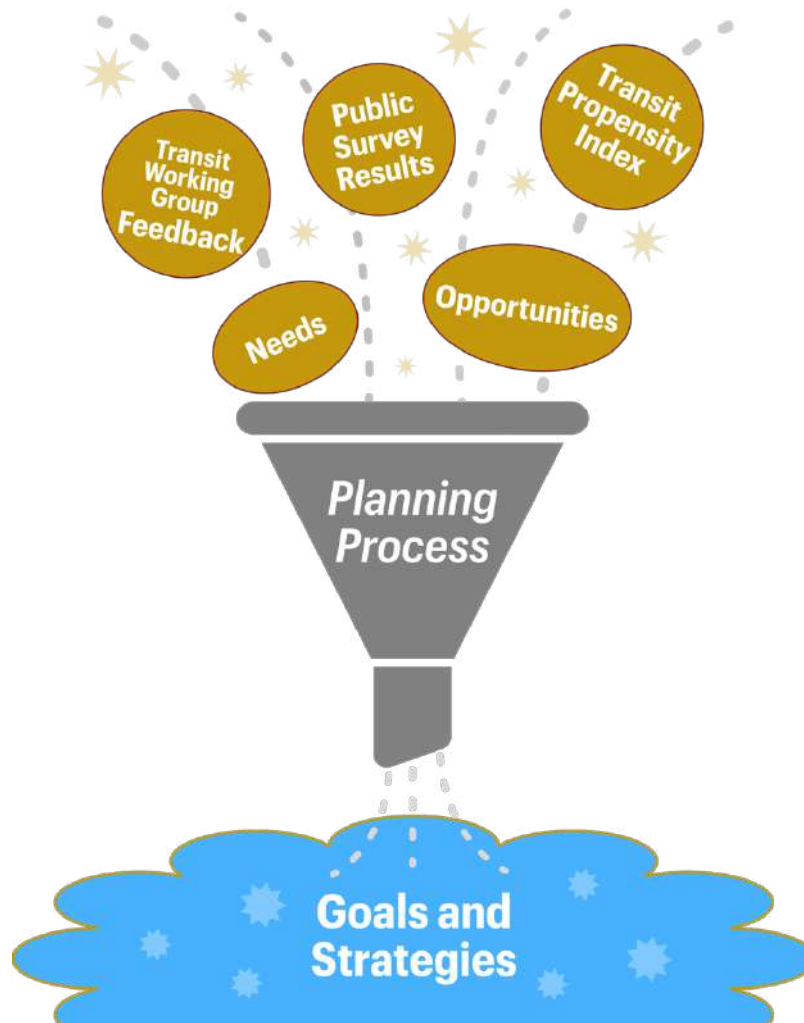 Transit
Working
Group
Feedback
Public
Survey
Results
Transit
Propensity
Index
Needs
Opportunities
Planning
Process
Goals and
Strategies